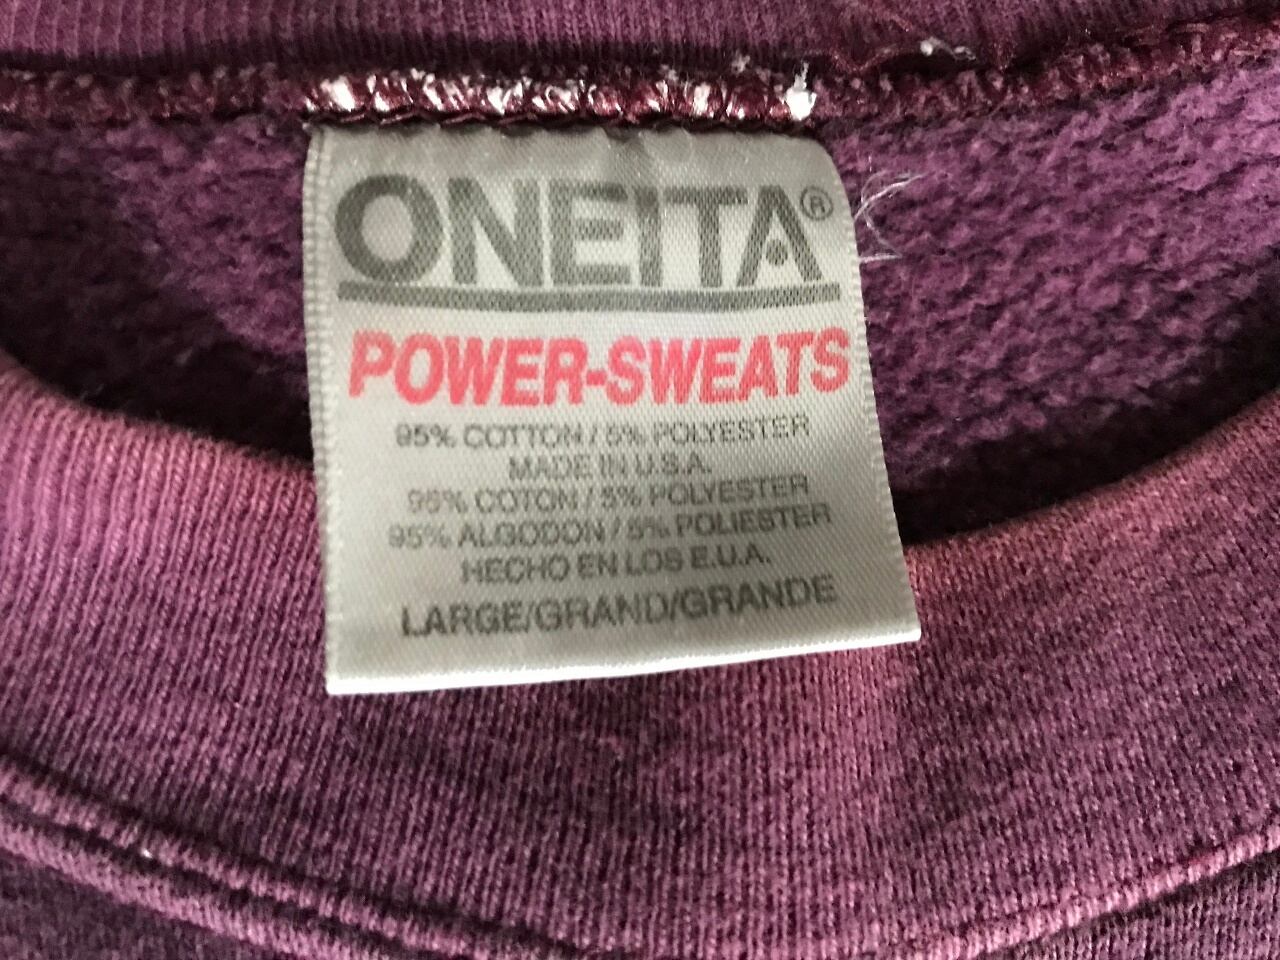 ONEITA®
POWER-SWEATS
95% COTTON / 5% POLYESTER
MADE IN U.S.A.
95% COTON / 5% POLYESTER
95% ALGODON / 5% POLIESTER
HECHO EN LOS E.U.A.
LARGE/GRAND/GRANDE